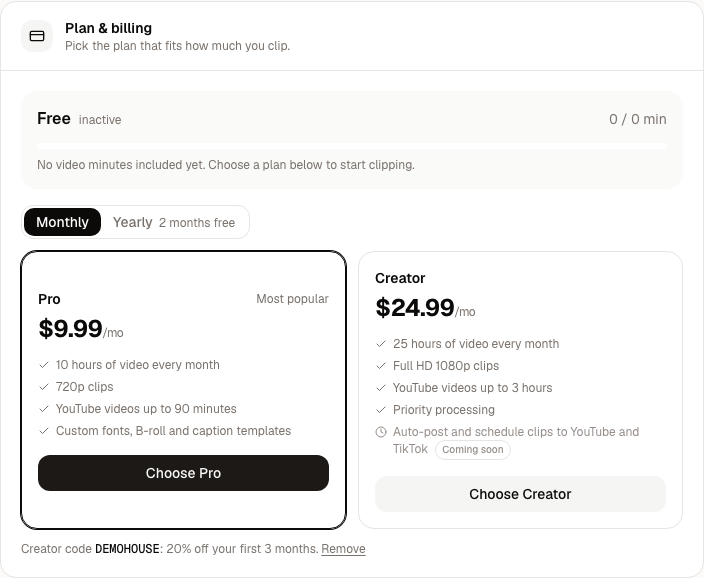 Plan & billing
Pick the plan that fits how much you clip.
Free inactive
0 / 0 min
No video minutes included yet. Choose a plan below to start clipping.
Monthly
Yearly 2 months free
Pro
Most popular
$9.99/mo
10 hours of video every month
720p clips
YouTube videos up to 90 minutes
Custom fonts, B-roll and caption templates
Choose Pro
Creator
$24.99/mo
25 hours of video every month
Full HD 1080p clips
YouTube videos up to 3 hours
Priority processing
Auto-post and schedule clips to YouTube and
TikTok Coming soon
Choose Creator
Creator code DEMOHOUSE: 20% off your first 3 months. Remove